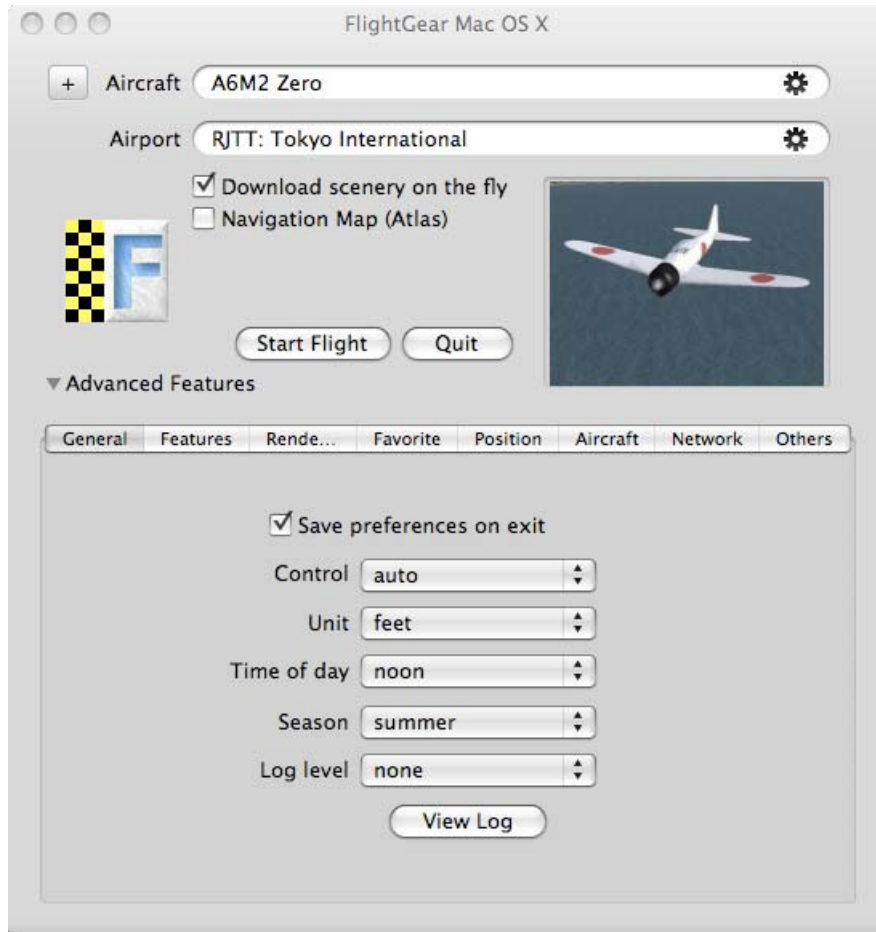 FlightGear Mac OS X
+ Aircraft A6M2 Zero
Airport RJTT: Tokyo International
Download scenery on the fly
Navigation Map (Atlas)
F
Start Flight Quit
Advanced Features
General Features Rende... Favorite Position Aircraft Network Others
Save preferences on exit
Control auto
Unit feet
Time of day noon
Season summer
Log level none
View Log